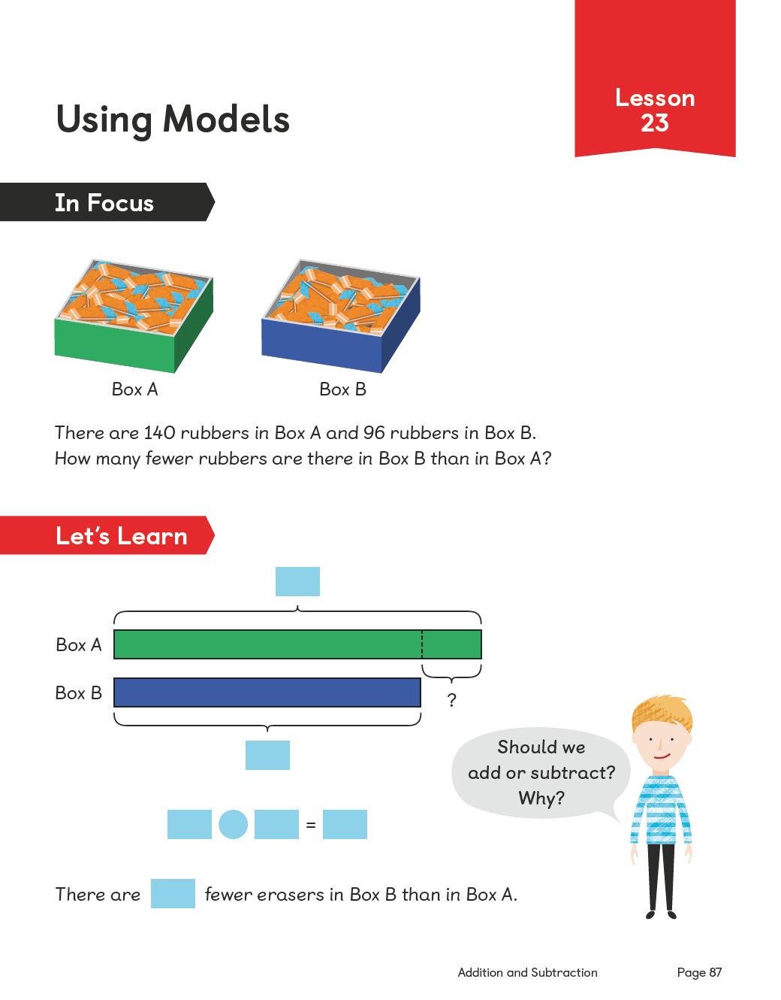 Lesson
23
Using Models
In Focus
Box A
Box B
There are 140 rubbers in Box A and 96 rubbers in Box B.
How many fewer rubbers are there in Box B than in Box A?
Let's Learn
Box A
Box B
?
Should we
add or subtract?
Why?
=
There are fewer erasers in Box B than in Box A.
Addition and Subtraction Page 87